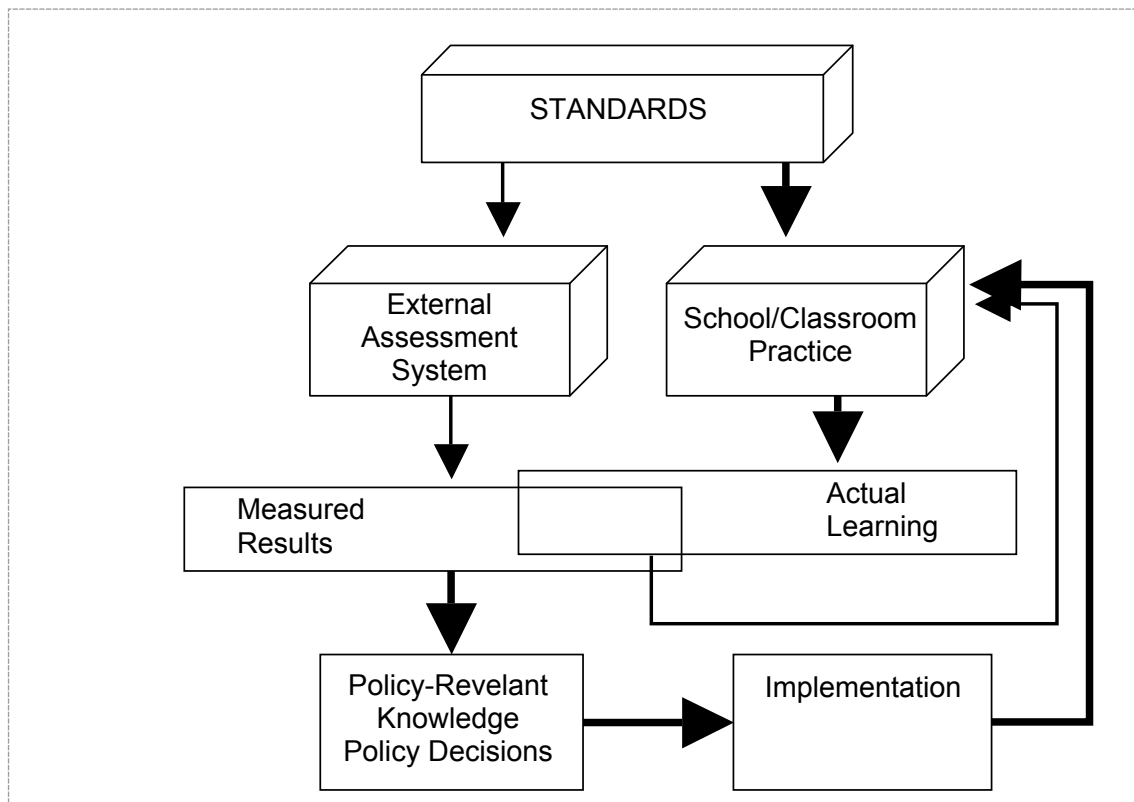 STANDARDS
External
Assessment
System
School/Classroom
Practice
Measured
Results
Actual
Learning
Policy-Revelant
Knowledge
Policy Decisions
Implementation